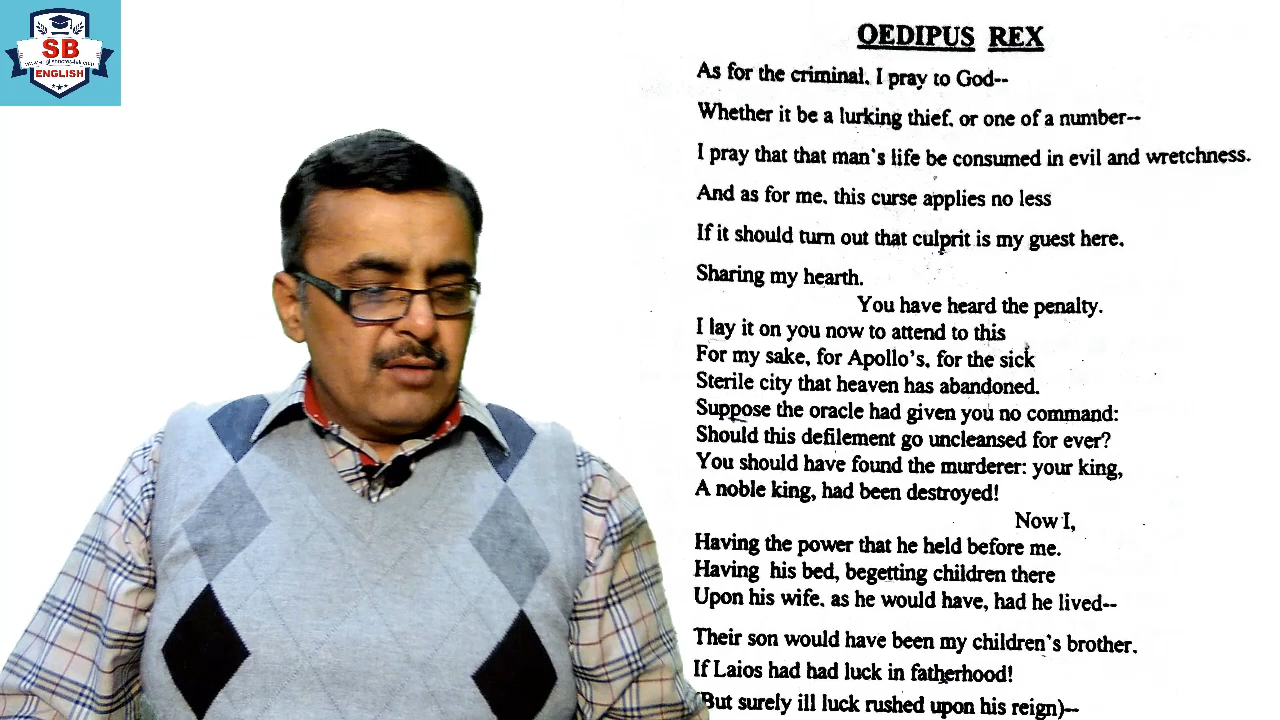 SB
ENGLISH
OEDIPUS REX
As for the criminal, I pray to God--
Whether it be a lurking thief, or one of a number--
I pray that that man's life be consumed in evil and wretchness.
And as for me, this curse applies no less
If it should turn out that culprit is my guest here,
Sharing my hearth.
You have heard the penalty.
I lay it on you now to attend to this
For my sake, for Apollo's, for the sick
Sterile city that heaven has abandoned.
Suppose the oracle had given you no command:
Should this defilement go uncleansed for ever?
You should have found the murderer: your king,
A noble king, had been destroyed!
Now I,
Having the power that he held before me.
Having his bed, begetting children there
Upon his wife, as he would have, had he lived--
Their son would have been my children's brother.
If Laios had had luck in fatherhood!
(But surely ill luck rushed upon his reign)--